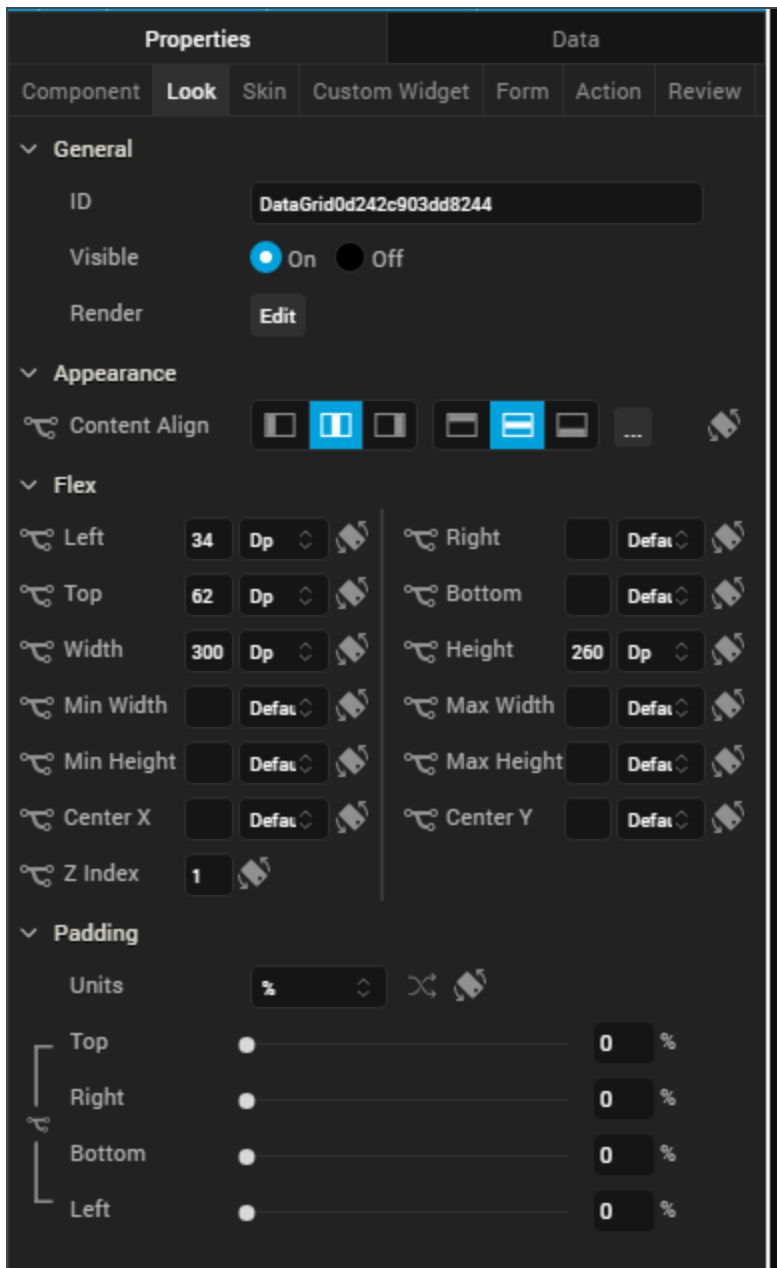 Properties Data
Component Look Skin Custom Widget Form Action Review
General
ID DataGrid0d242c903dd8244
Visible On Off
Render Edit
Appearance
Content Align ...
Flex
Left 34 Dp Right Defau
Top 62 Dp Bottom Defau
Width 300 Dp Height 260 Dp
Min Width Defau Max Width Defau
Min Height Defau Max Height Defau
Center X Defau Center Y Defau
Z Index 1
Padding
Units %
Top 0 %
Right 0 %
Bottom 0 %
Left 0 %